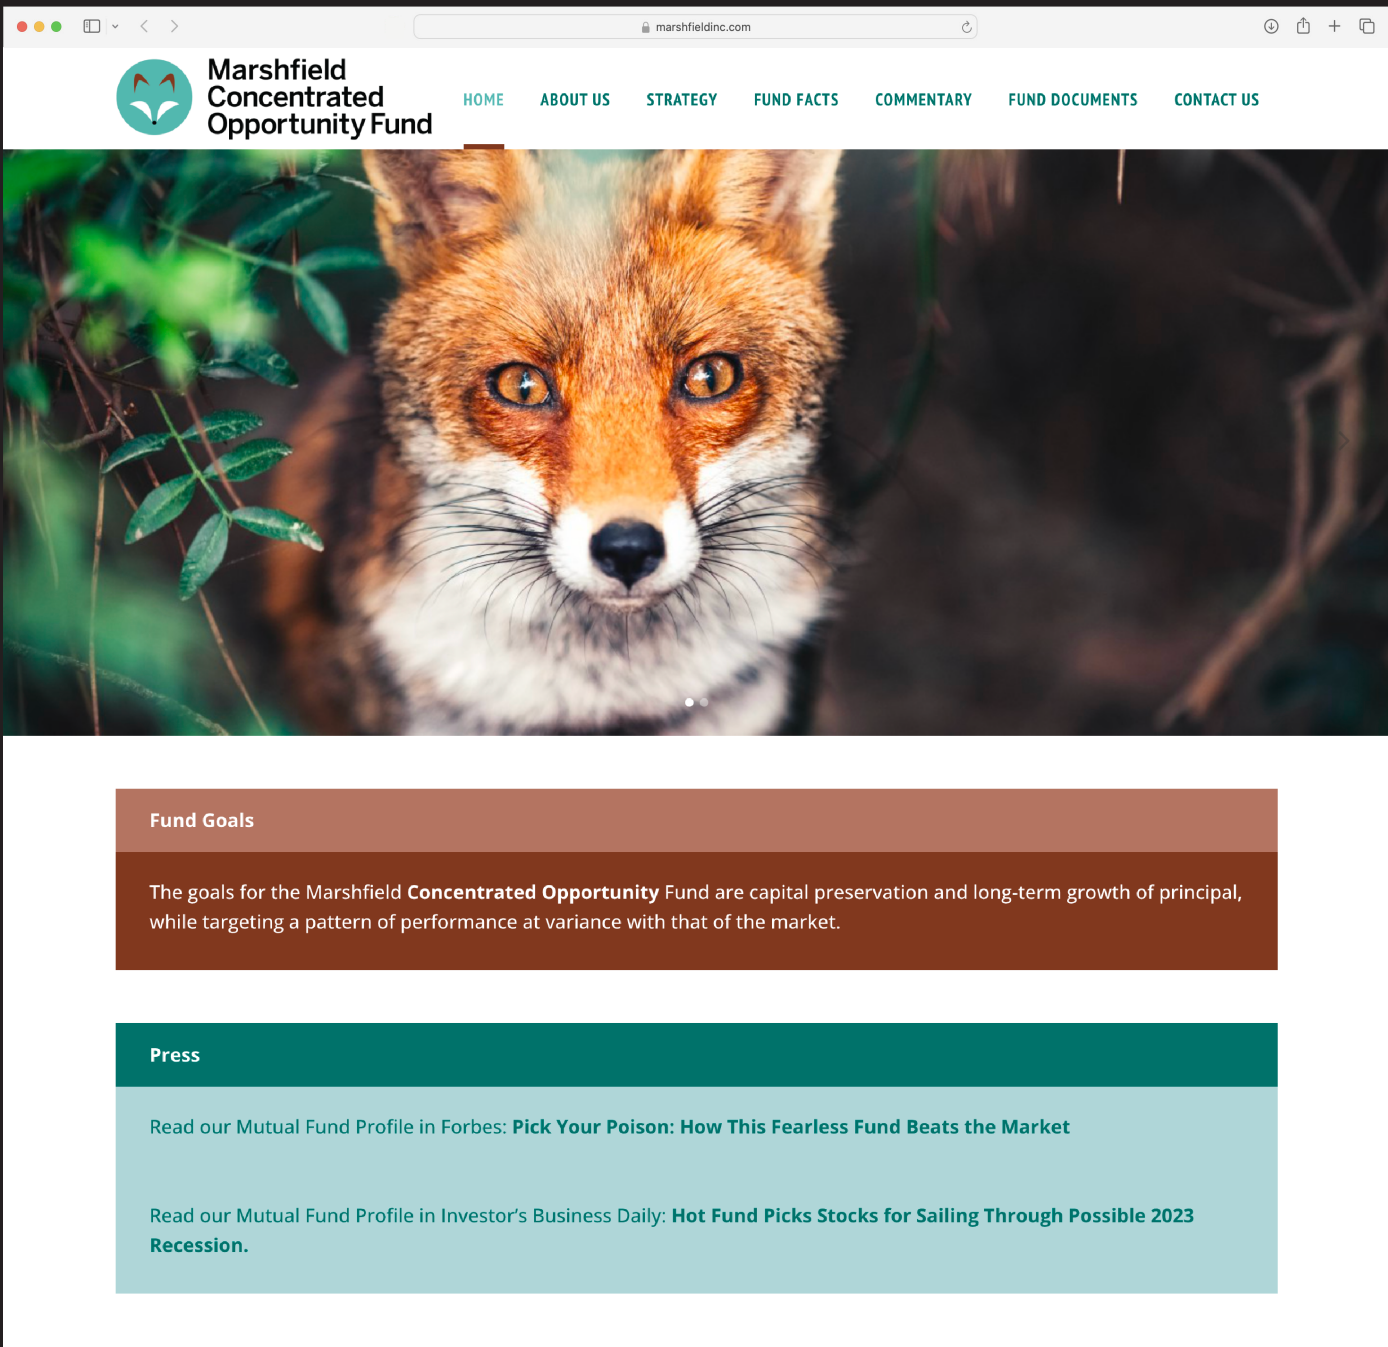 marshfieldinc.com
Marshfield
Concentrated
Opportunity Fund
HOME ABOUT US STRATEGY FUND FACTS COMMENTARY FUND DOCUMENTS CONTACT US
Fund Goals
The goals for the Marshfield Concentrated Opportunity Fund are capital preservation and long-term growth of principal,
while targeting a pattern of performance at variance with that of the market.
Press
Read our Mutual Fund Profile in Forbes: Pick Your Poison: How This Fearless Fund Beats the Market
Read our Mutual Fund Profile in Investor’s Business Daily: Hot Fund Picks Stocks for Sailing Through Possible 2023
Recession.